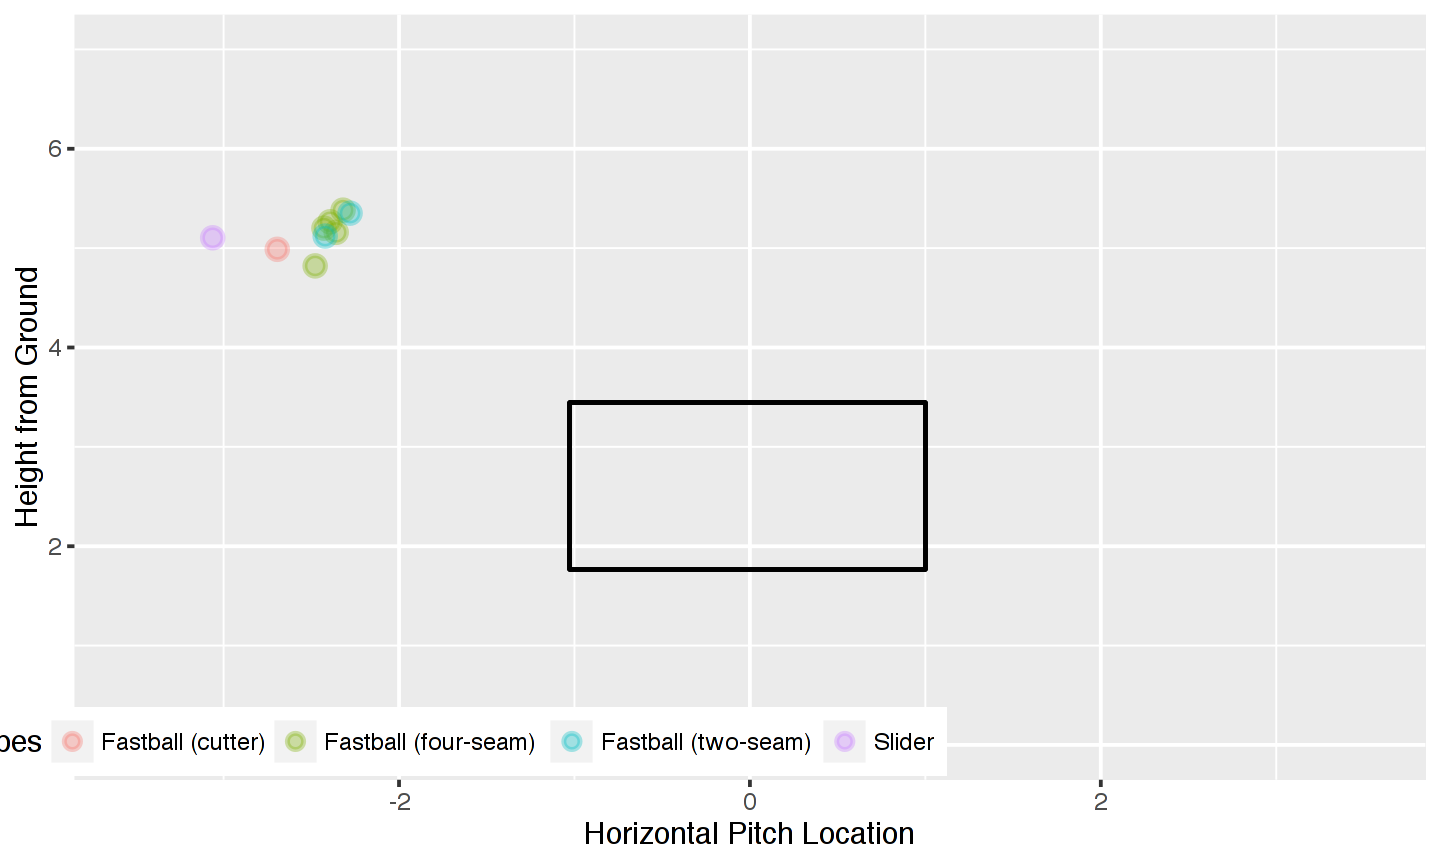 Height from Ground
6
4
2
Fastball (cutter) Fastball (four-seam) Fastball (two-seam) Slider
-2 0 2
Horizontal Pitch Location